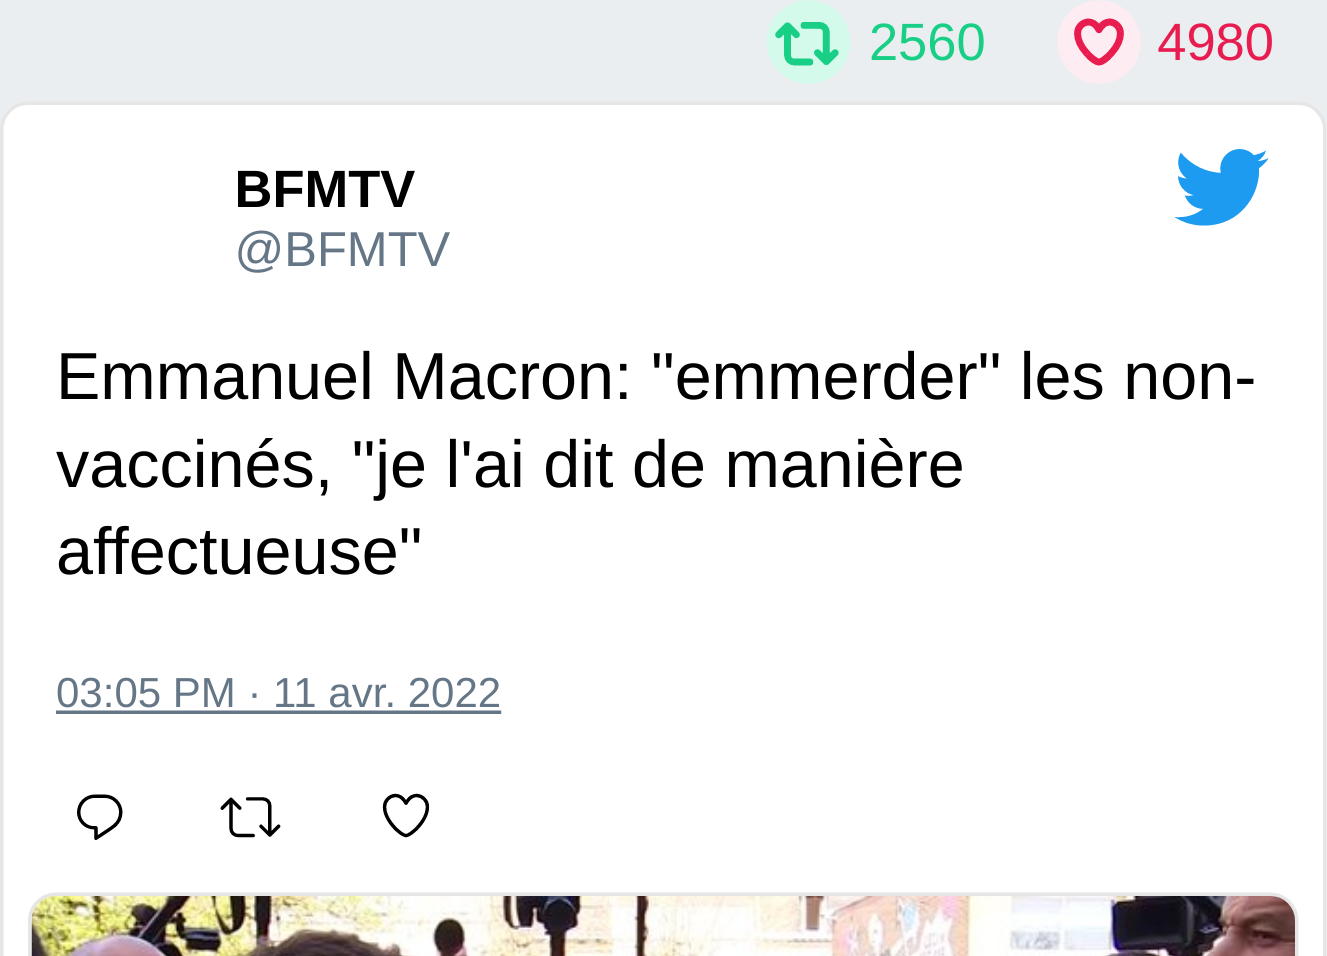 2560 4980
BFMTV
@BFMTV
Emmanuel Macron: "emmerder" les non-
vaccinés, "je l'ai dit de manière
affectueuse"
03:05 PM · 11 avr. 2022